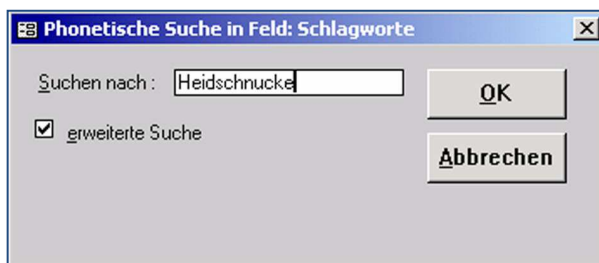 Phonetische Suche in Feld: Schlagworte
Suchen nach : Heidschnucke
OK
erweiterte Suche
Abbrechen